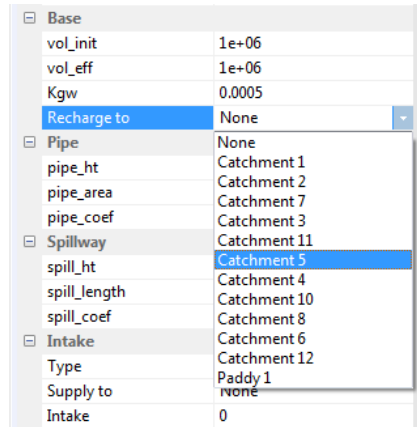 Base
vol_init 1e+06
vol_eff 1e+06
Kgw 0.0005
Recharge to None
Pipe None
pipe_ht Catchment 1
pipe_area Catchment 2
pipe_coef Catchment 7
Spillway Catchment 3
spill_ht Catchment 11
spill_length Catchment 5
spill_coef Catchment 4
Intake Catchment 10
Catchment 8
Catchment 6
Type Catchment 12
Paddy 1
Supply to None
Intake 0